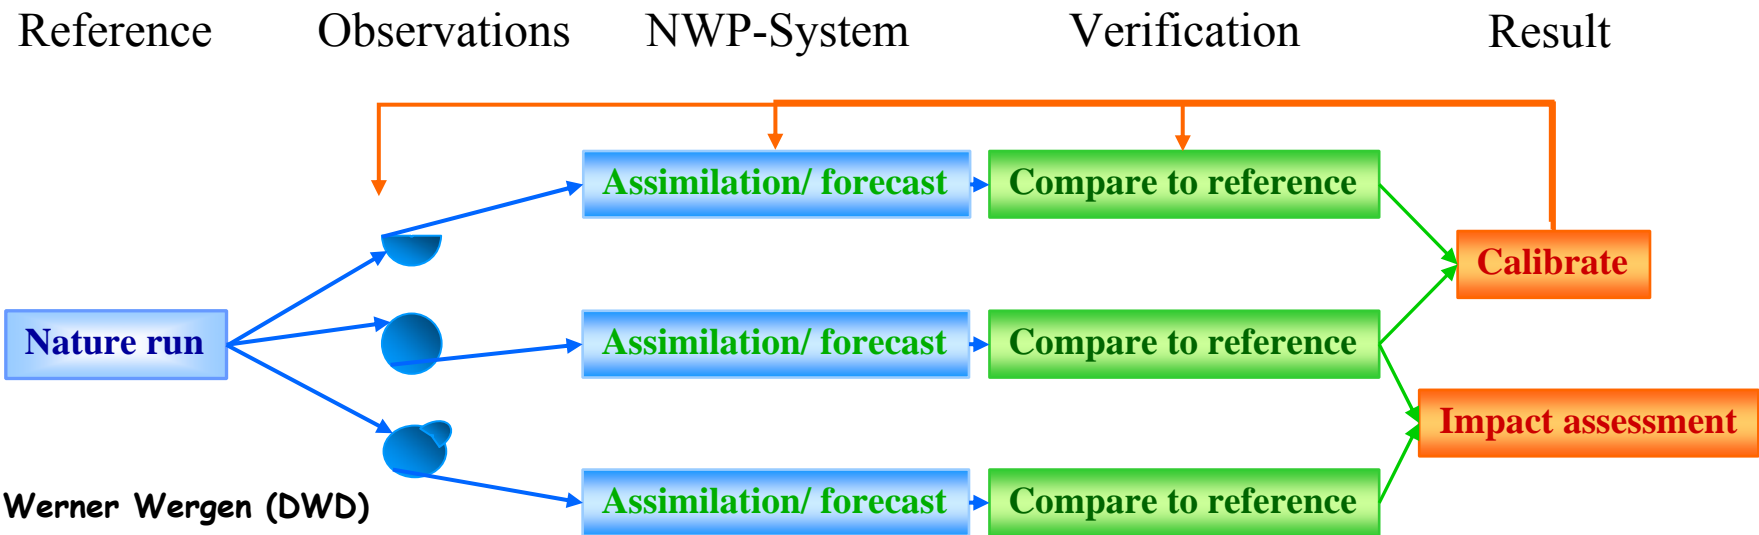 Reference Observations NWP-System Verification Result
Assimilation/ forecast Compare to reference
Calibrate
Nature run Assimilation/ forecast Compare to reference
Impact assessment
Werner Wergen (DWD) Assimilation/ forecast Compare to reference